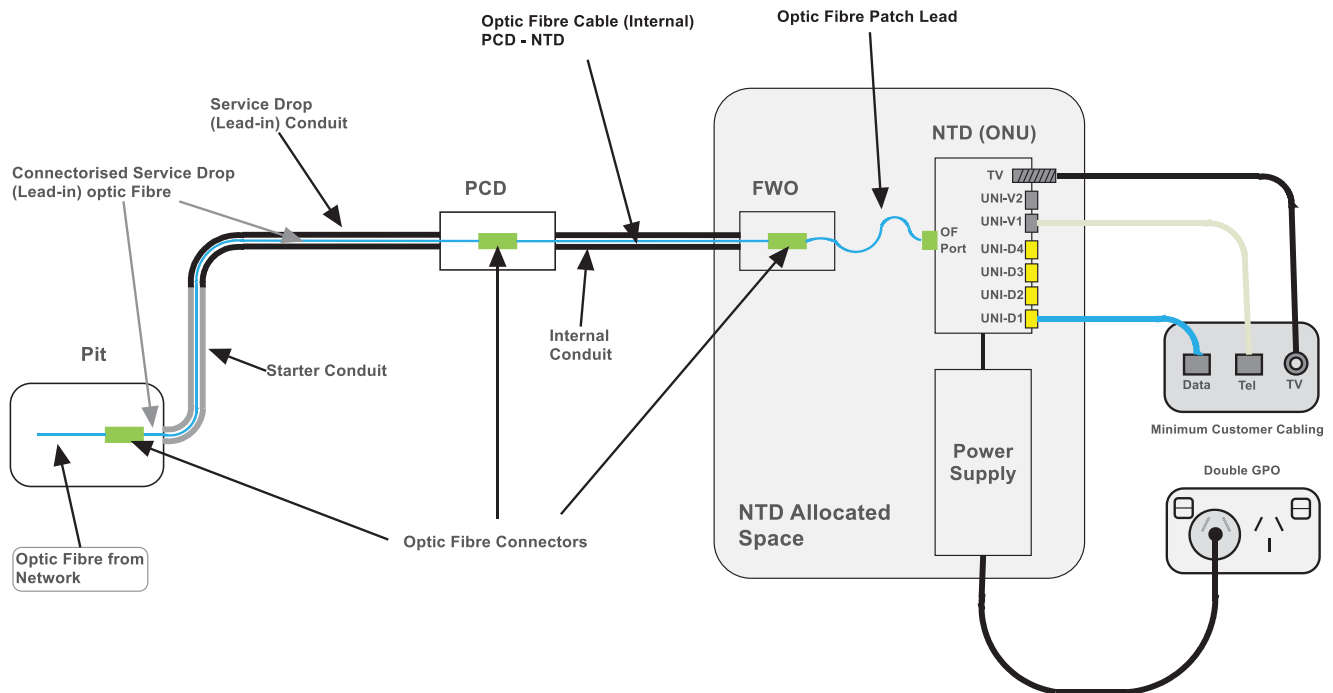 Optic Fibre Cable (Internal)
PCD - NTD
Optic Fibre Patch Lead
Service Drop
(Lead-in) Conduit
Connectorised Service Drop
(Lead-in) optic Fibre
PCD
FWO
NTD (ONU)
TV
UNI-V2
UNI-V1
OF
Port
UNI-D4
UNI-D3
UNI-D2
UNI-D1
Internal
Conduit
Pit
Starter Conduit
Data
Tel
TV
Minimum Customer Cabling
Power
Supply
Double GPO
NTD Allocated
Space
Optic Fibre Connectors
Optic Fibre from
Network